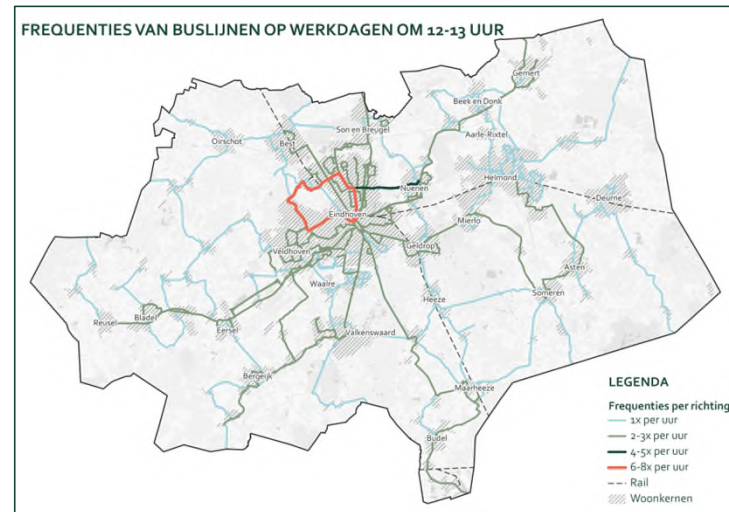 FREQUENTIES VAN BUSLIJNEN OP WERKDAGEN OM 12-13 UUR
Gemert
Beek en Donk
Son en Breugel
Aarle-Rixtel
Oirschot
Best
Helmond
Nuenen
Deurne
Eindhoven
Mierlo
Veldhoven
Geldrop
Asten
Waalre
Heeze
Someren
Bladel
Reusel
Eersel
Valkenswaard
Bergeijk
Maarheeze
Budel
LEGENDA
Frequenties per richting
1x per uur
2-3x per uur
4-5x per uur
6-8x per uur
Rail
Woonkernen